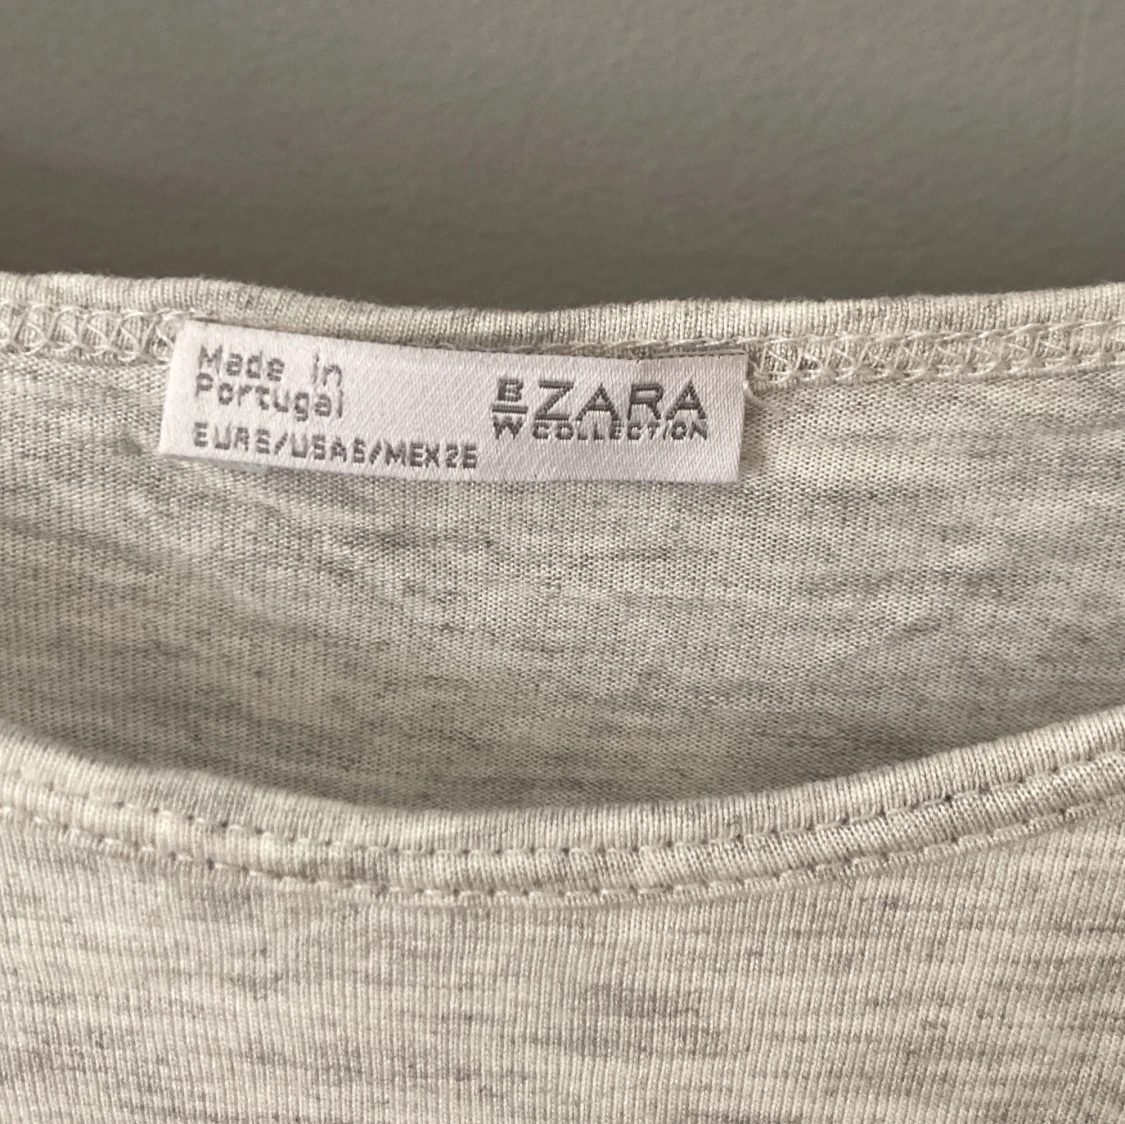 Made in
Portugal
EUR S/USA S/MEX 26
B
W
ZARA
COLLECTION